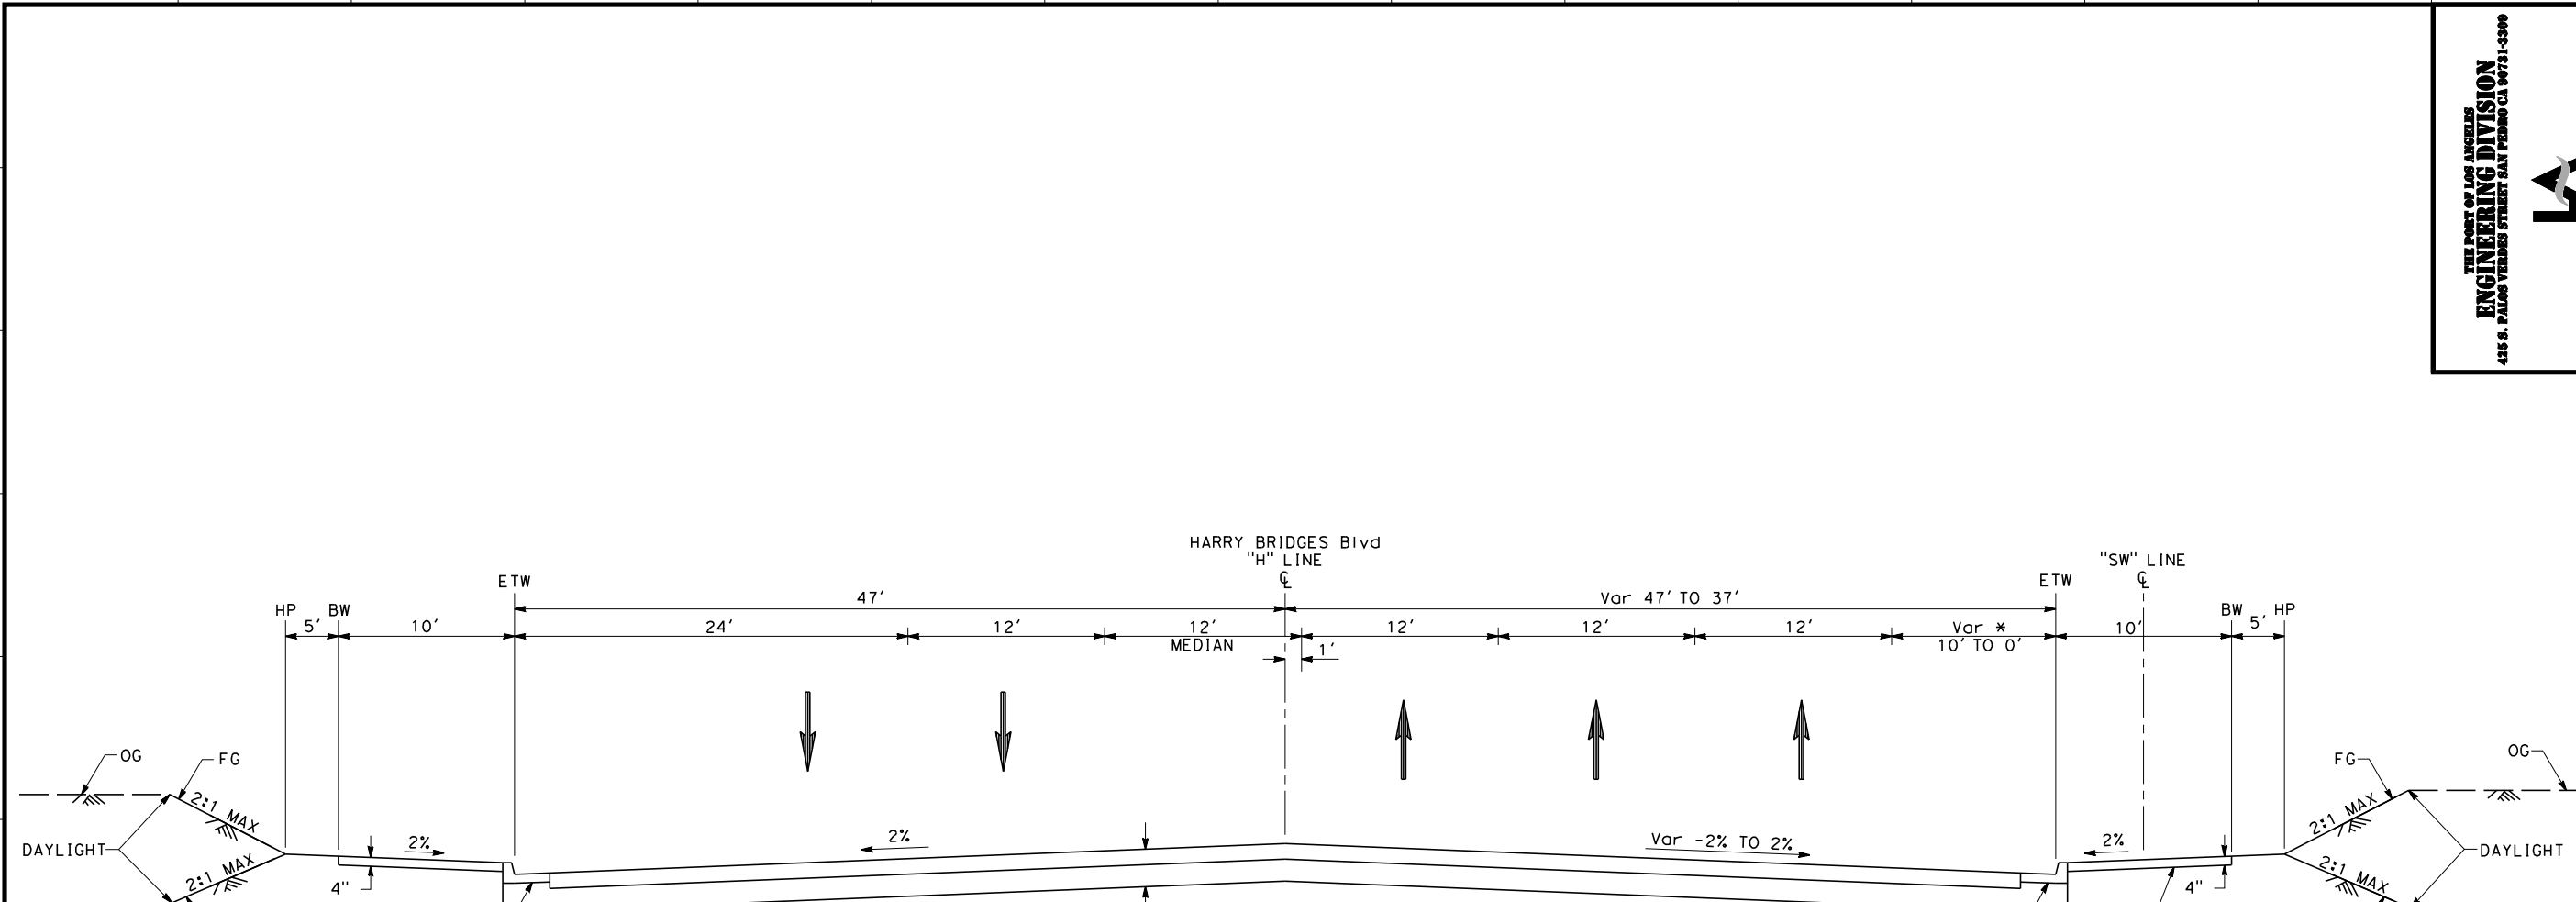 THE PORT OF LOS ANGELES
ENGINEERING DIVISION
425 S. PALOS VERDES STREET SAN PEDRO CA 90731-3309
HARRY BRIDGES Blvd
"H" LINE
℄
"SW" LINE
℄
ETW
ETW
47'
Var 47' TO 37'
HP BW
BW HP
5' 10' 24' 12' 12' 12' 12' 12' Var * 10' 5'
MEDIAN
10' TO 0'
1'
OG
FG
FG
OG
2:1 MAX
2:1 MAX
DAYLIGHT
2% 2% Var -2% TO 2% 2%
DAYLIGHT
2:1 MAX
2:1 MAX
4"
4"